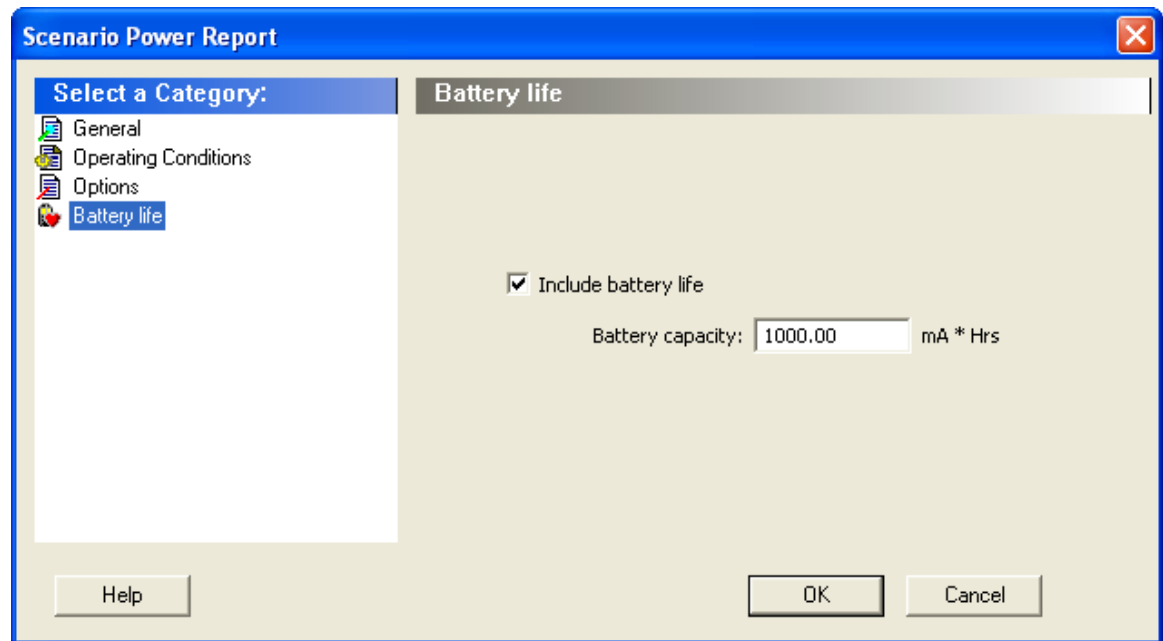 Scenario Power Report
Select a Category:
General
Operating Conditions
Options
Battery life
Battery life
Include battery life
Battery capacity: 1000.00 mA * Hrs
Help
OK
Cancel